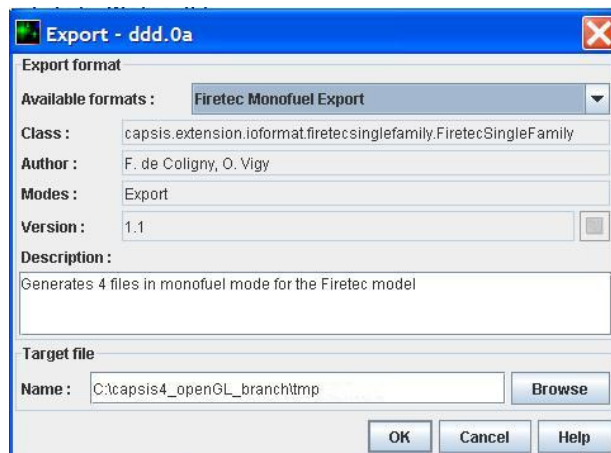 Export - ddd.0a
Export format
Available formats : Firetec Monofuel Export
Class : capsis.extension.ioformat.firetecsinglefamily.FiretecSingleFamily
Author : F. de Coligny, O. Vigy
Modes : Export
Version : 1.1
Description :
Generates 4 files in monofuel mode for the Firetec model
Target file
Name : C:\capsis4_openGL_branch\tmp Browse
OK Cancel Help